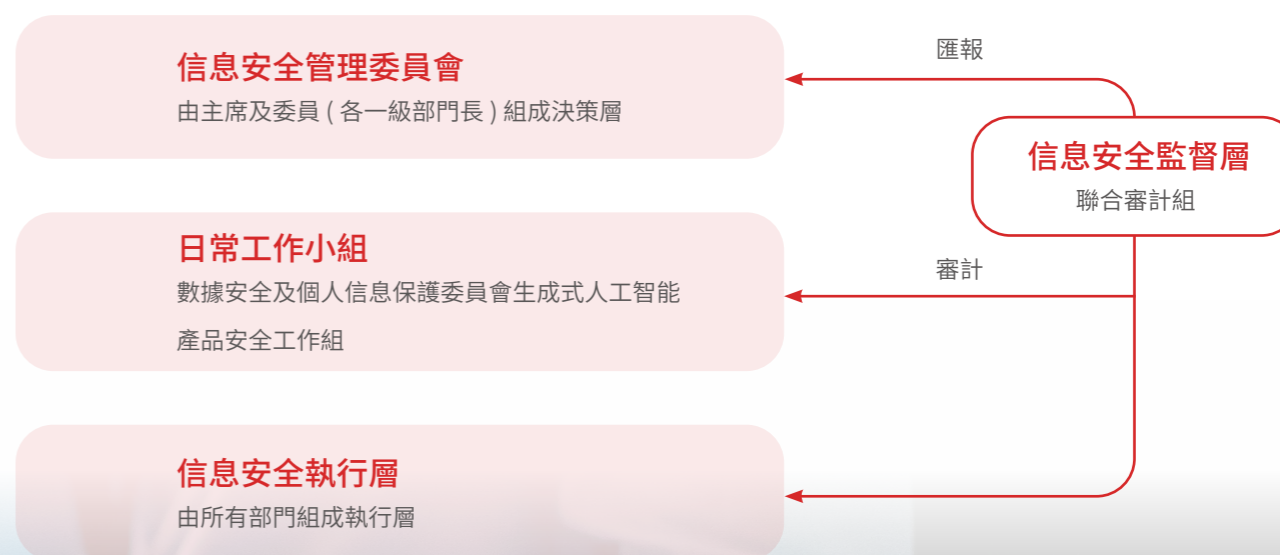 信息安全管理委員會
由主席及委員 ( 各一級部門長 ) 組成決策層
匯報
信息安全監督層
聯合審計組
日常工作小組
數據安全及個人信息保護委員會生成式人工智能
產品安全工作組
審計
信息安全執行層
由所有部門組成執行層